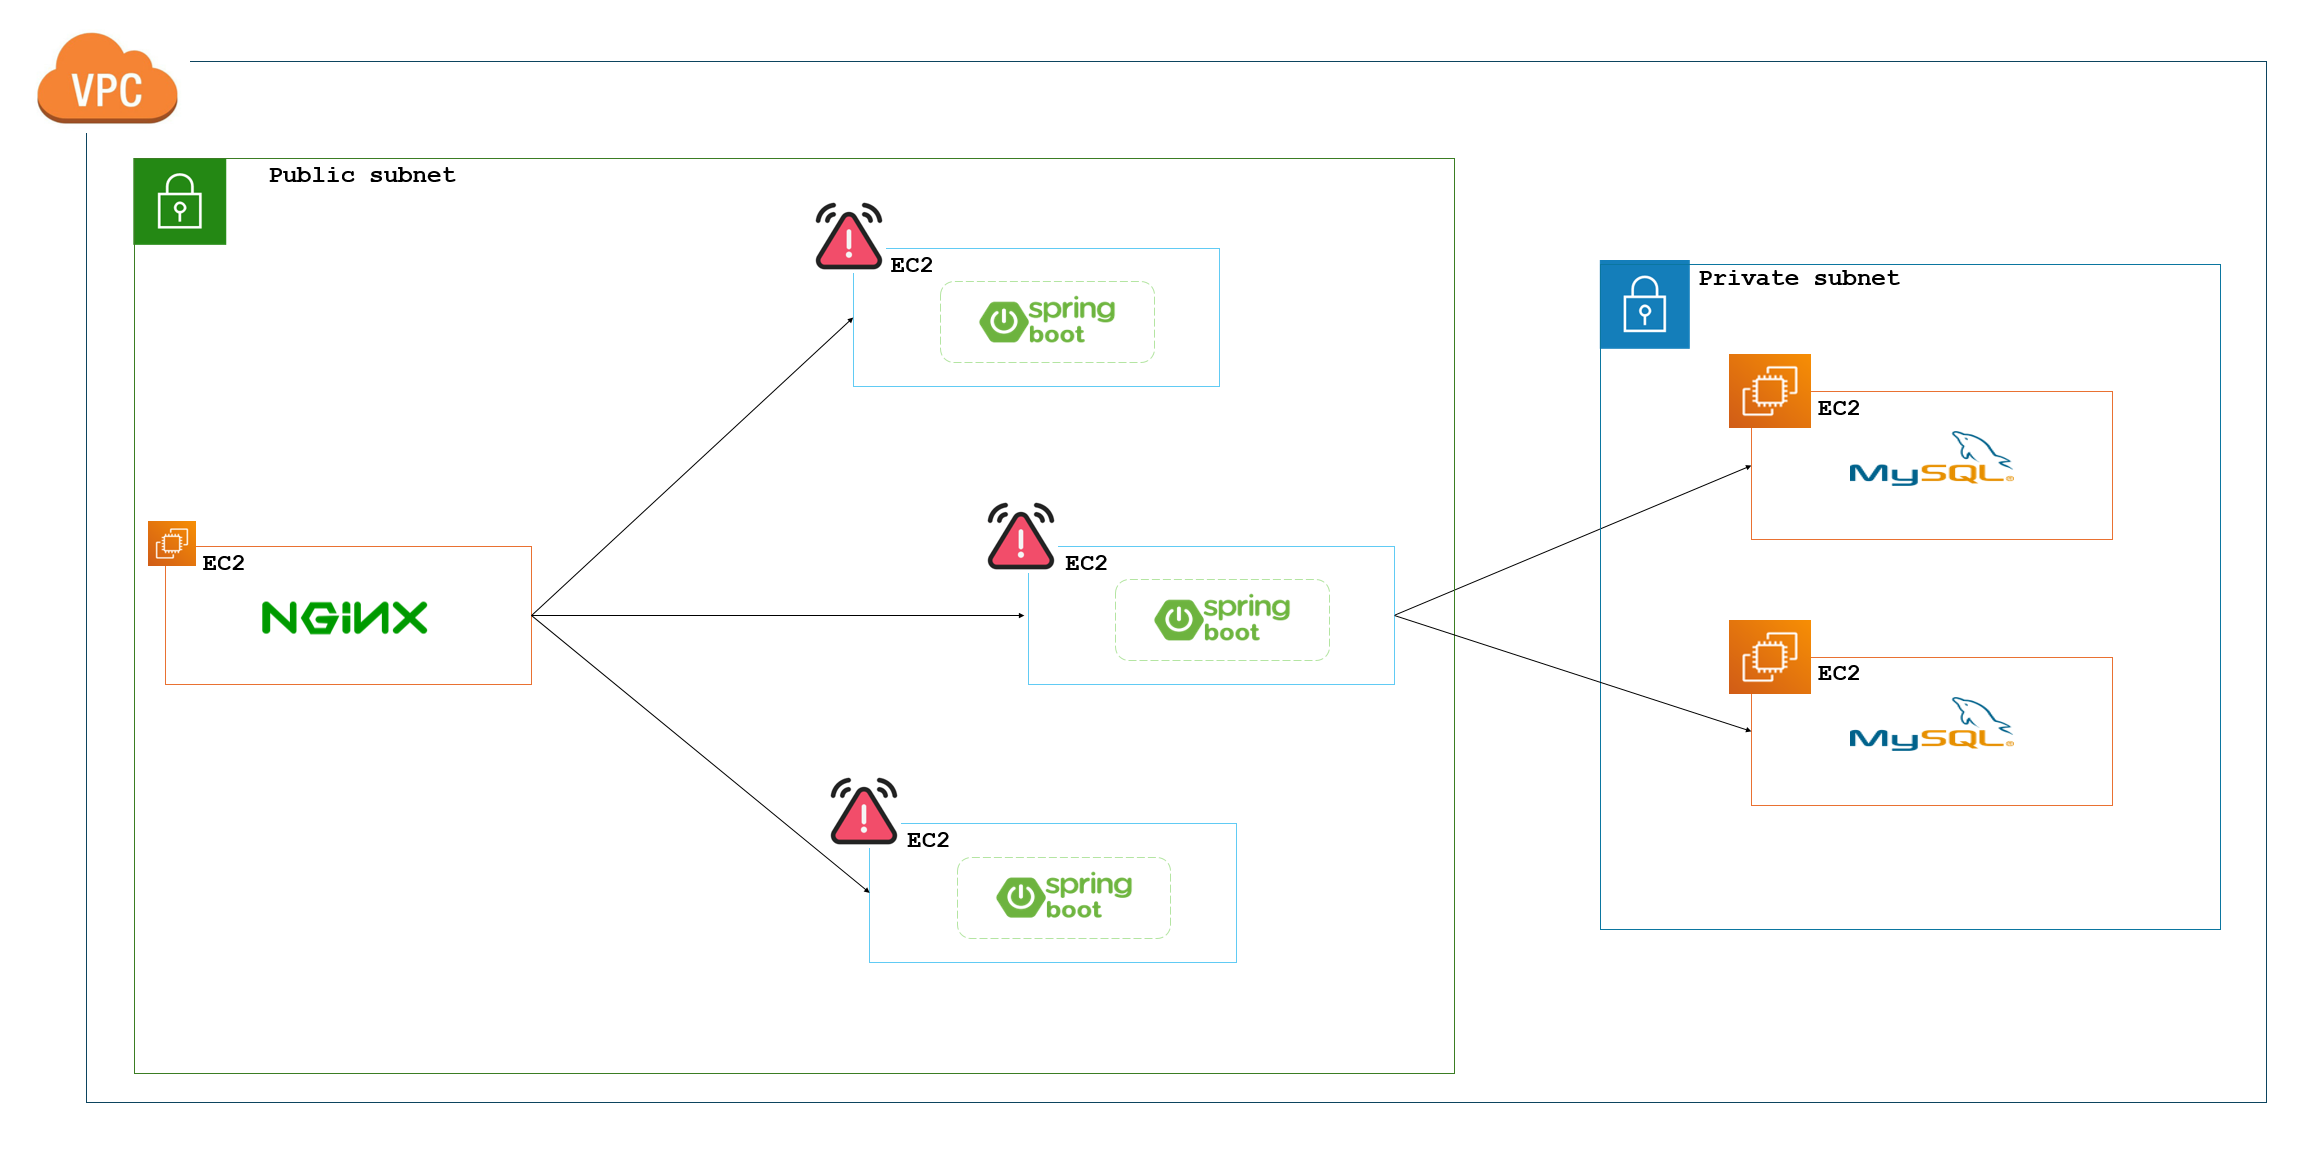 VPC
Public subnet
EC2
spring
boot
Private subnet
EC2
MySQL®
EC2
NGiNX
EC2
spring
boot
EC2
MySQL®
EC2
spring
boot